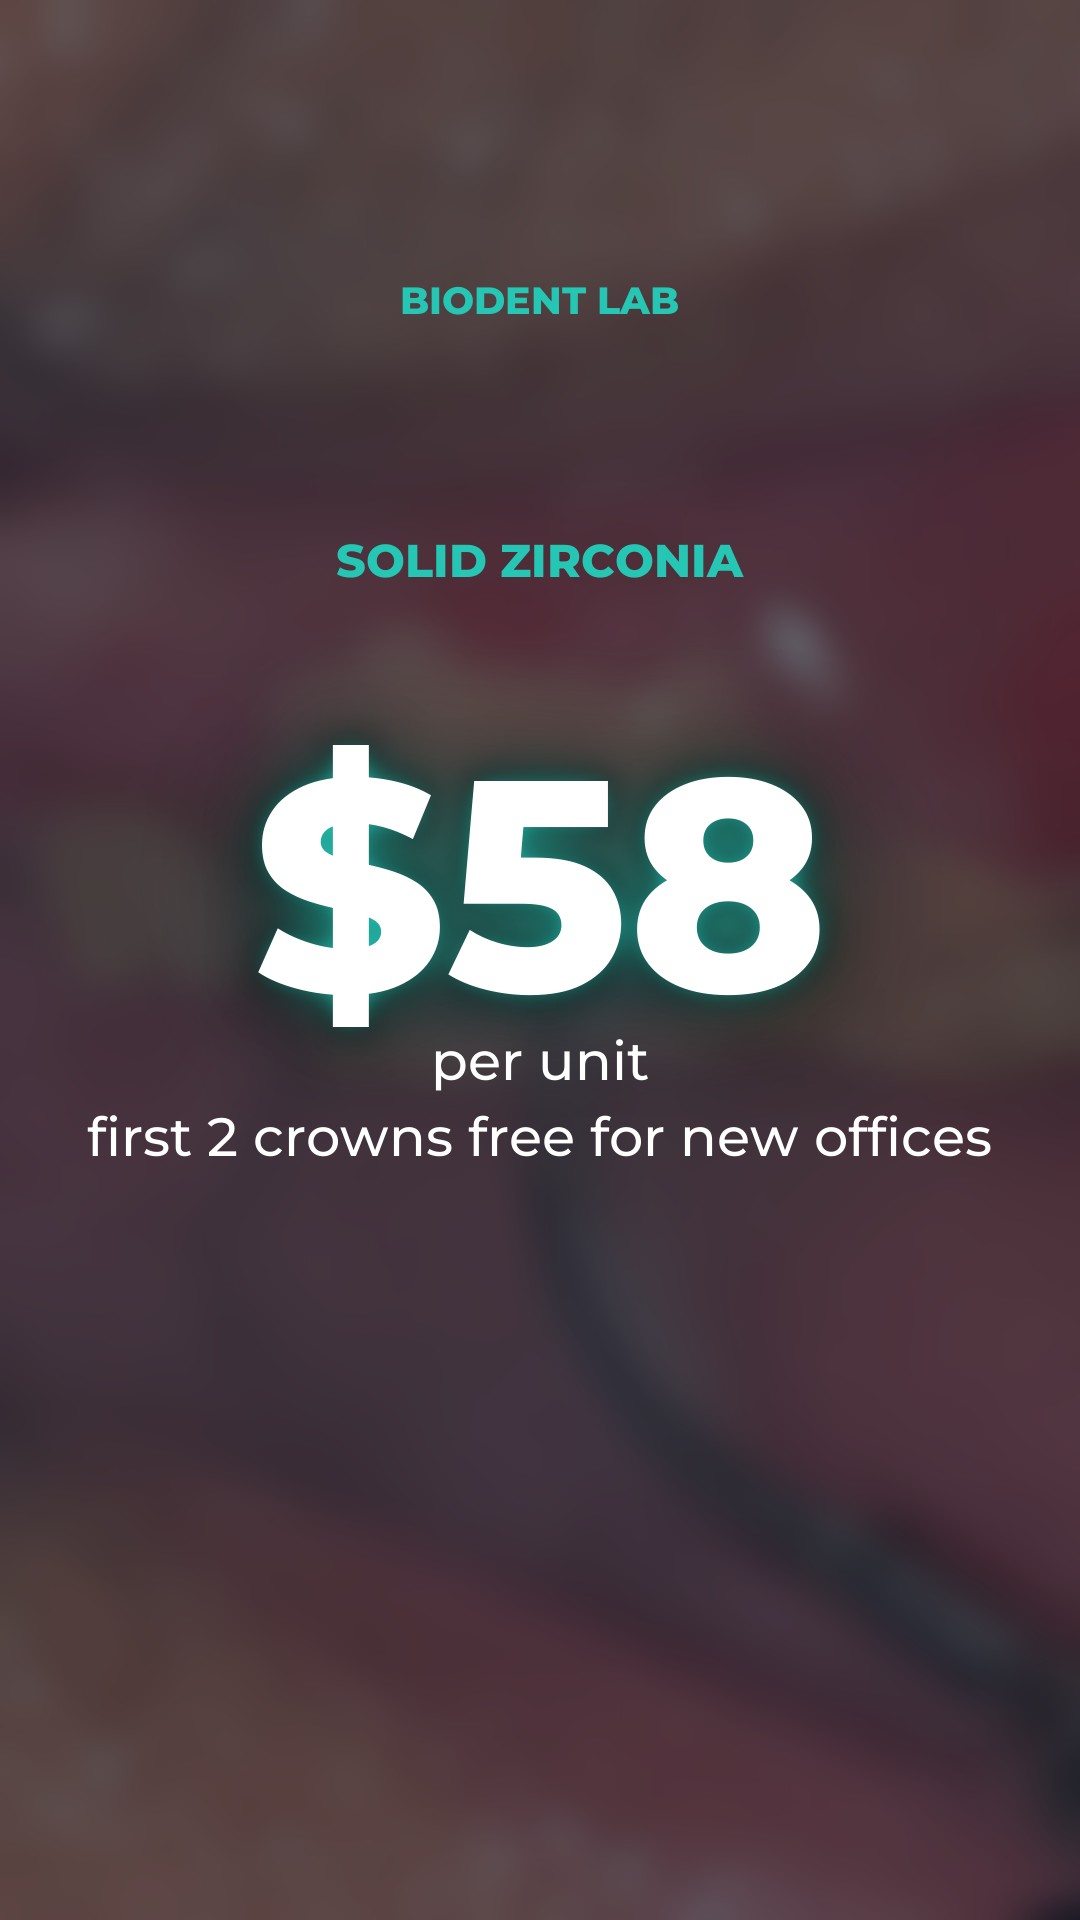 BIODENT LAB
SOLID ZIRCONIA
$58
per unit
first 2 crowns free for new offices